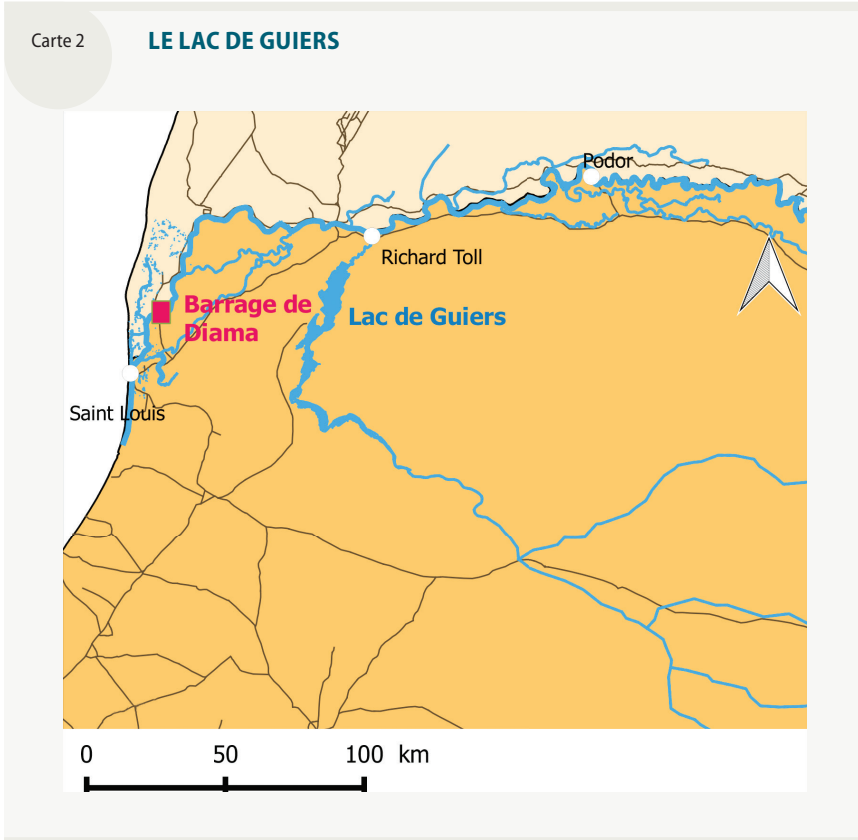 Carte 2
LE LAC DE GUIERS
Podor
Richard Toll
Barrage de
Diama
Lac de Guiers
Saint Louis
0 50 100 km